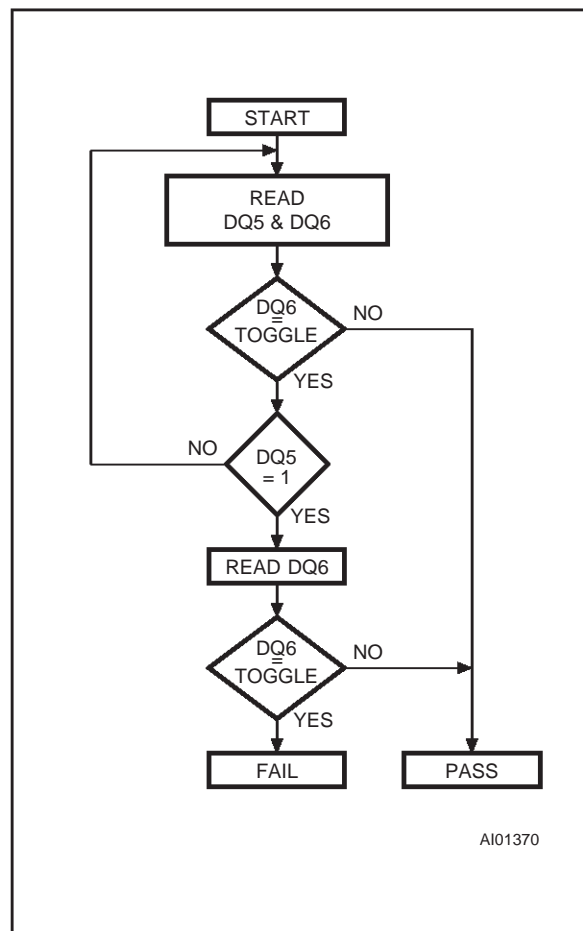 START
READ
DQ5 & DQ6
DQ6
=
TOGGLE
NO
YES
NO
DQ5
= 1
YES
READ DQ6
DQ6
=
TOGGLE
NO
YES
FAIL
PASS
AI01370